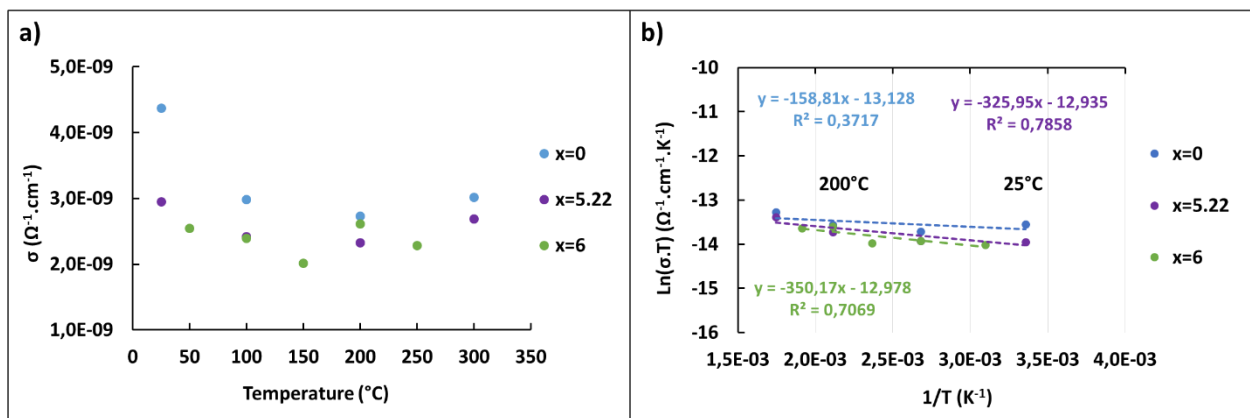 a)
5,0E-09
4,0E-09
3,0E-09
2,0E-09
1,0E-09
σ (Ω⁻¹.cm⁻¹)
0 50 100 150 200 250 300 350
Temperature (°C)
x=0
x=5.22
x=6
b)
-10
-11
-12
-13
-14
-15
-16
Ln(σ.T) (Ω⁻¹.cm⁻¹.K⁻¹)
y = -158,81x - 13,128
R² = 0,3717
y = -325,95x - 12,935
R² = 0,7858
200°C
25°C
y = -350,17x - 12,978
R² = 0,7069
1,5E-03 2,0E-03 2,5E-03 3,0E-03 3,5E-03 4,0E-03
1/T (K⁻¹)
x=0
x=5.22
x=6